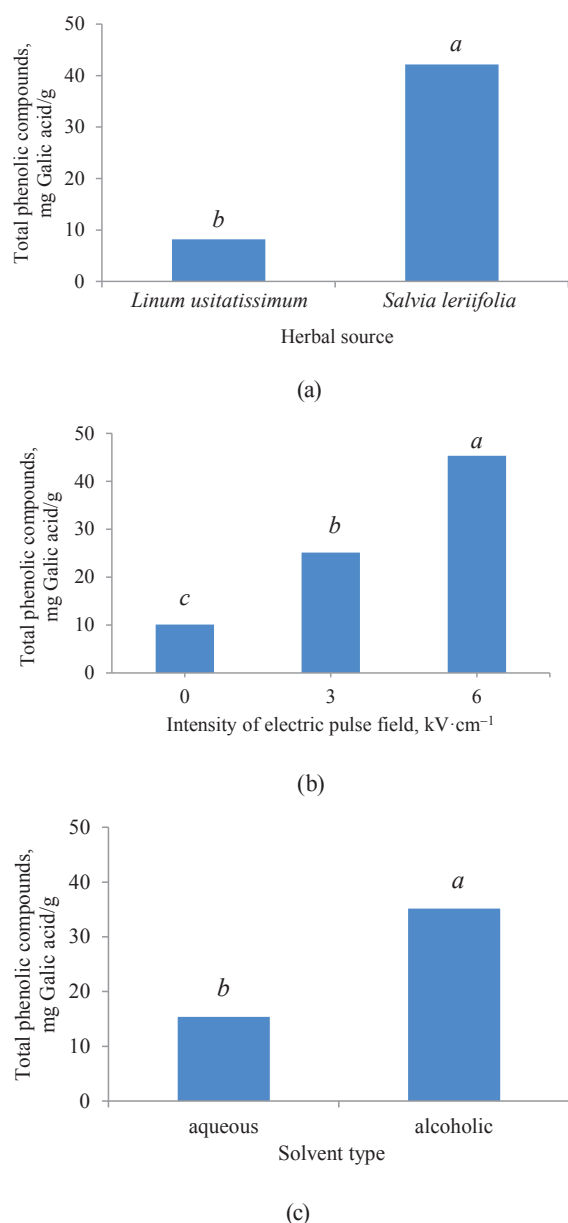 Total phenolic compounds,
mg Galic acid/g
50
40
30
20
10
0
b
a
Linum usitatissimum
Salvia leriifolia
Herbal source
(a)
Total phenolic compounds,
mg Galic acid/g
50
40
30
20
10
0
c
b
a
0
3
6
Intensity of electric pulse field, kV·cm⁻¹
(b)
Total phenolic compounds,
mg Galic acid/g
50
40
30
20
10
0
b
a
aqueous
alcoholic
Solvent type
(c)